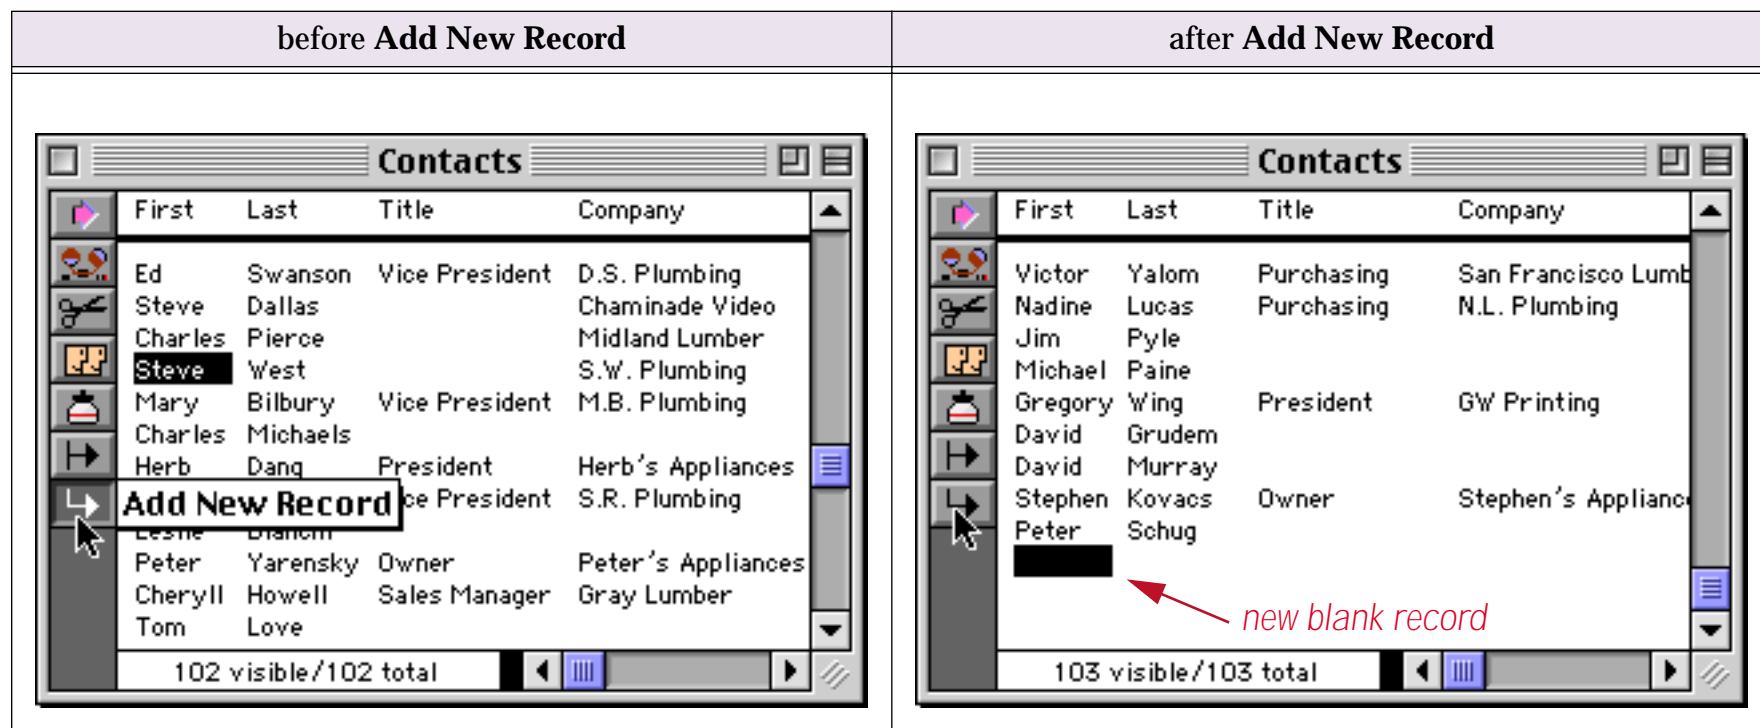 before Add New Record
after Add New Record
Contacts
First Last Title Company
Ed Swanson Vice President D.S. Plumbing
Steve Dallas Chaminade Video
Charles Pierce Midland Lumber
Steve West S.W. Plumbing
Mary Bilbury Vice President M.B. Plumbing
Charles Michaels
Herb Dang President Herb's Appliances
Add New Record ice President S.R. Plumbing
Peter Yarensky Owner Peter's Appliances
Cheryll Howell Sales Manager Gray Lumber
Tom Love
102 visible/102 total
Contacts
First Last Title Company
Victor Yalom Purchasing San Francisco Lumb
Nadine Lucas Purchasing N.L. Plumbing
Jim Pyle
Michael Paine
Gregory Wing President GW Printing
David Grudem
David Murray
Stephen Kovacs Owner Stephen's Applianc
Peter Schug
new blank record
103 visible/103 total